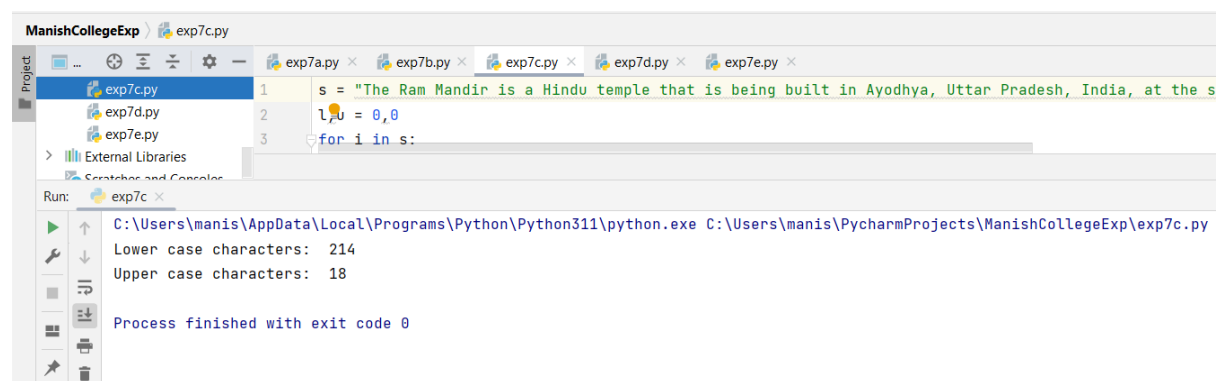 ManishCollegeExp 〉 exp7c.py
Project
... exp7a.py × exp7b.py × exp7c.py × exp7d.py × exp7e.py ×
exp7c.py
exp7d.py
exp7e.py
External Libraries
Scratches and Consoles
1 s = "The Ram Mandir is a Hindu temple that is being built in Ayodhya, Uttar Pradesh, India, at the s
2 l,u = 0,0
3 for i in s:
Run: exp7c ×
C:\Users\manis\AppData\Local\Programs\Python\Python311\python.exe C:\Users\manis\PycharmProjects\ManishCollegeExp\exp7c.py
Lower case characters:  214
Upper case characters:  18
Process finished with exit code 0